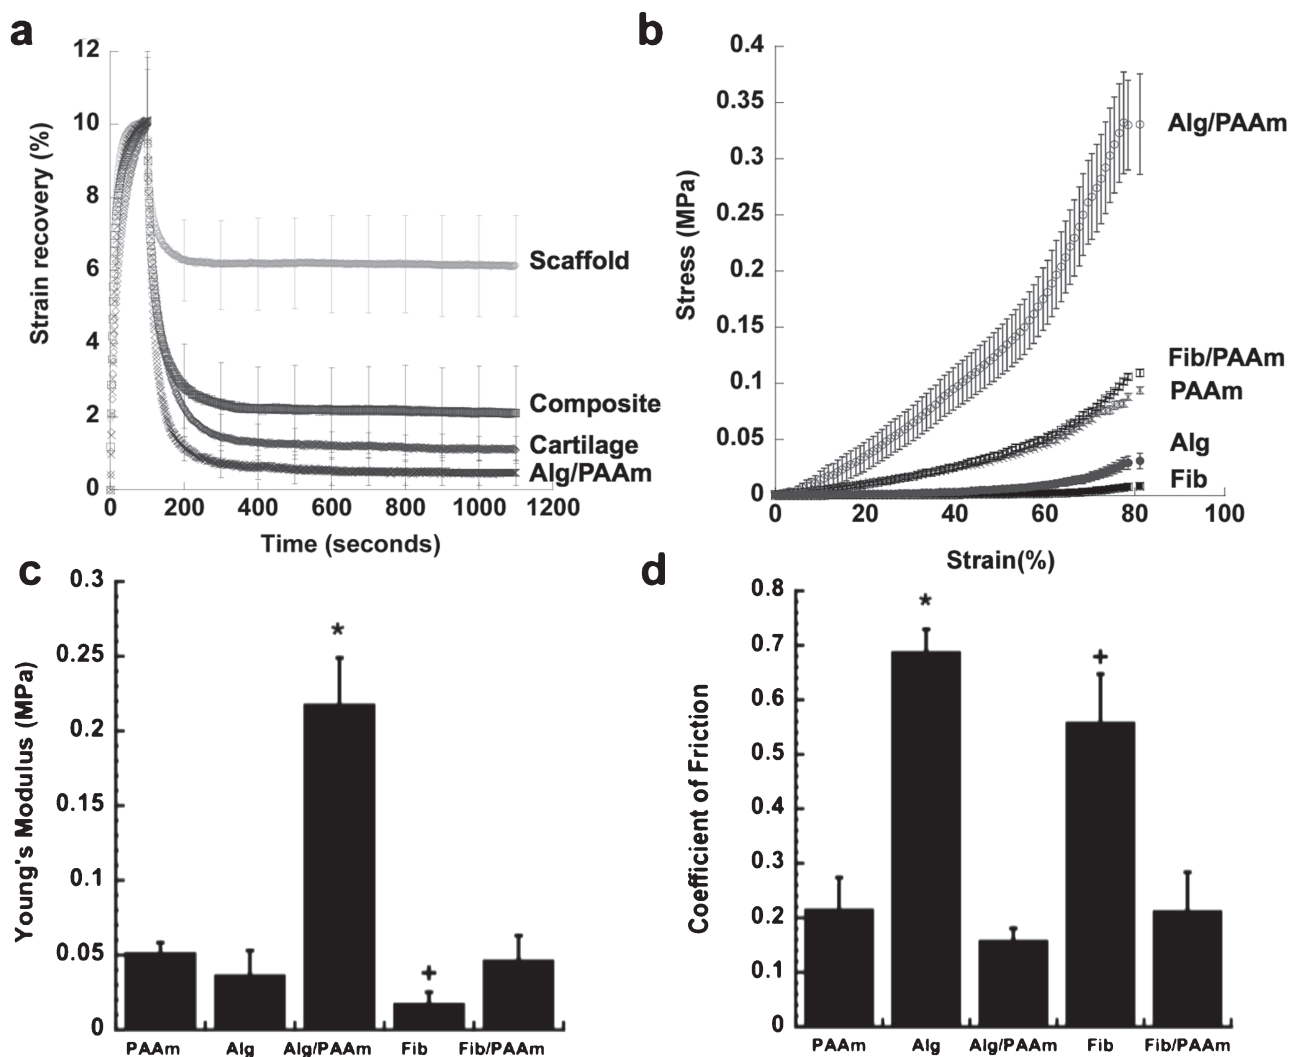 a
12
10
8
6
4
2
0
Strain recovery (%)
Scaffold
Composite
Cartilage
Alg/PAAm
0 200 400 600 800 1000 1200
Time (seconds)
b
0.4
0.35
0.3
0.25
0.2
0.15
0.1
0.05
0
Stress (MPa)
Alg/PAAm
Fib/PAAm
PAAm
Alg
Fib
0 20 40 60 80 100
Strain(%)
c
0.3
0.25
0.2
0.15
0.1
0.05
0
Young's Modulus (MPa)
*
+
PAAm Alg Alg/PAAm Fib Fib/PAAm
d
0.8
0.7
0.6
0.5
0.4
0.3
0.2
0.1
0
Coefficient of Friction
*
+
PAAm Alg Alg/PAAm Fib Fib/PAAm